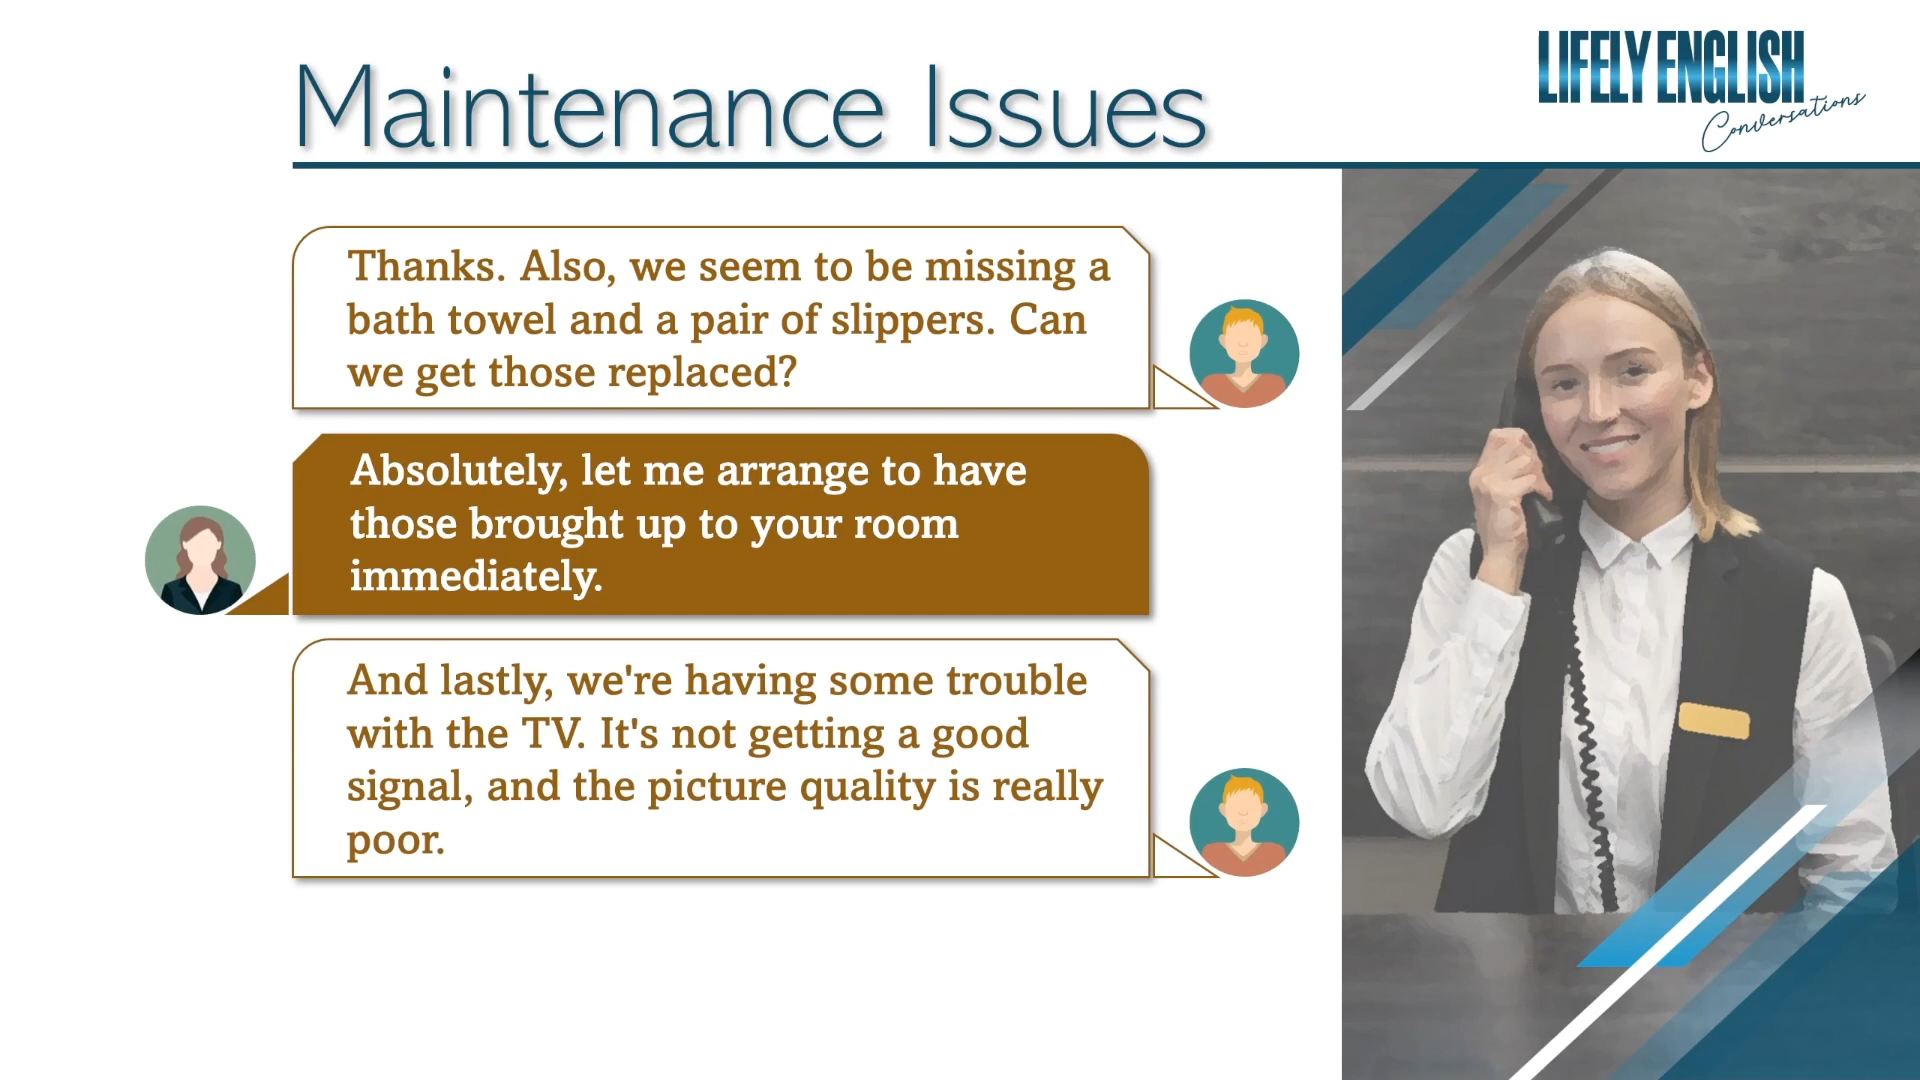 Maintenance Issues
LIFELY ENGLISH
Conversations
Thanks. Also, we seem to be missing a
bath towel and a pair of slippers. Can
we get those replaced?
Absolutely, let me arrange to have
those brought up to your room
immediately.
And lastly, we're having some trouble
with the TV. It's not getting a good
signal, and the picture quality is really
poor.